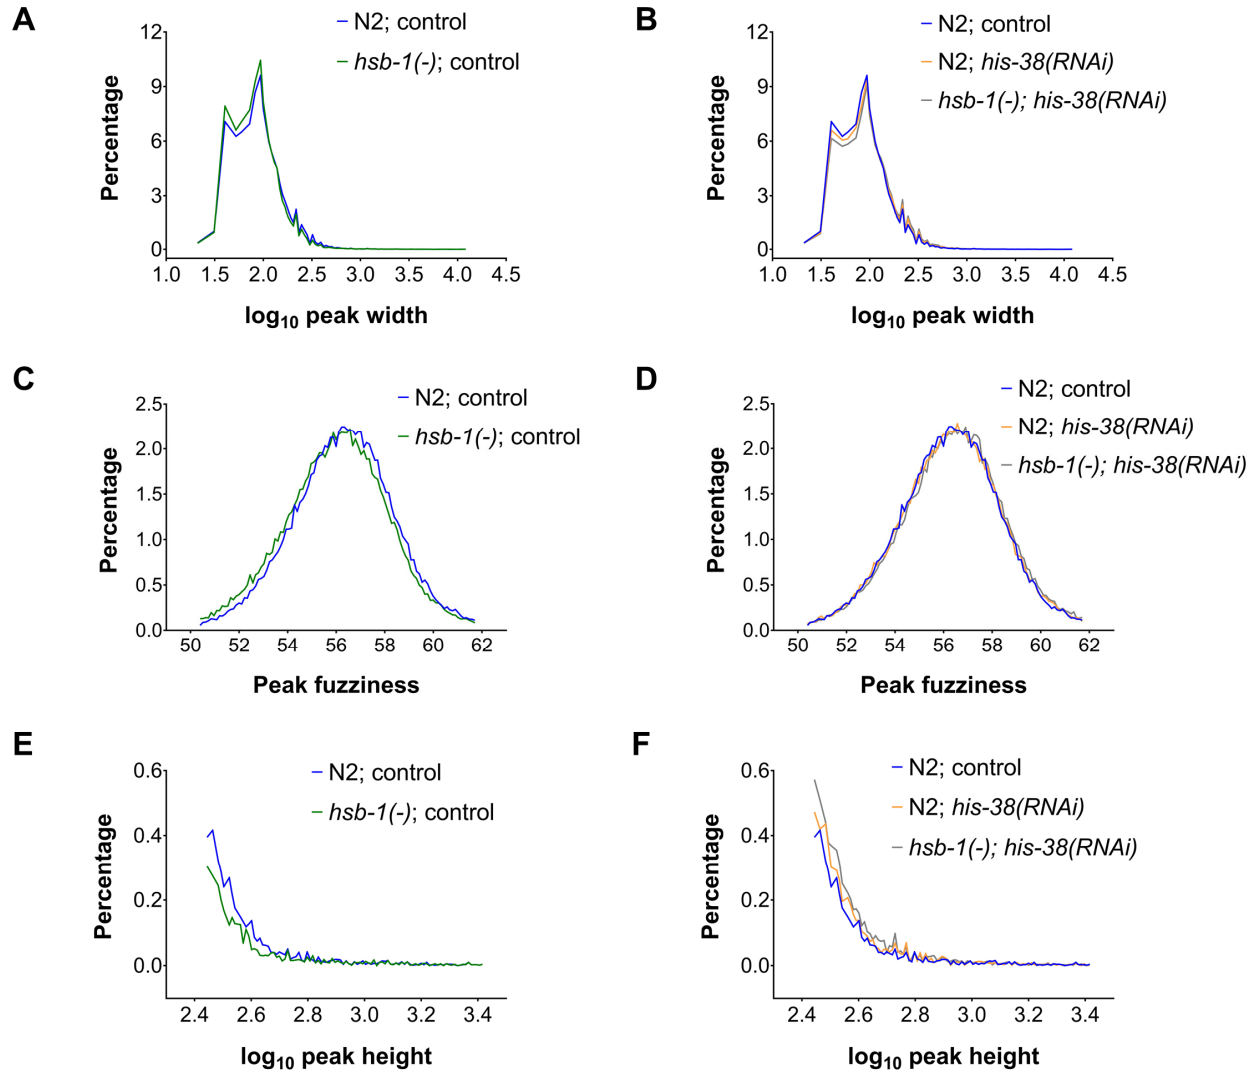 A
N2; control
hsb-1(-); control
Percentage
12
9
6
3
0
1.0 1.5 2.0 2.5 3.0 3.5 4.0 4.5
log10 peak width
B
N2; control
N2; his-38(RNAi)
hsb-1(-); his-38(RNAi)
Percentage
12
9
6
3
0
1.0 1.5 2.0 2.5 3.0 3.5 4.0 4.5
log10 peak width
C
N2; control
hsb-1(-); control
Percentage
2.5
2.0
1.5
1.0
0.5
0.0
50 52 54 56 58 60 62
Peak fuzziness
D
N2; control
N2; his-38(RNAi)
hsb-1(-); his-38(RNAi)
Percentage
2.5
2.0
1.5
1.0
0.5
0.0
50 52 54 56 58 60 62
Peak fuzziness
E
N2; control
hsb-1(-); control
Percentage
0.6
0.4
0.2
0.0
2.4 2.6 2.8 3.0 3.2 3.4
log10 peak height
F
N2; control
N2; his-38(RNAi)
hsb-1(-); his-38(RNAi)
Percentage
0.6
0.4
0.2
0.0
2.4 2.6 2.8 3.0 3.2 3.4
log10 peak height